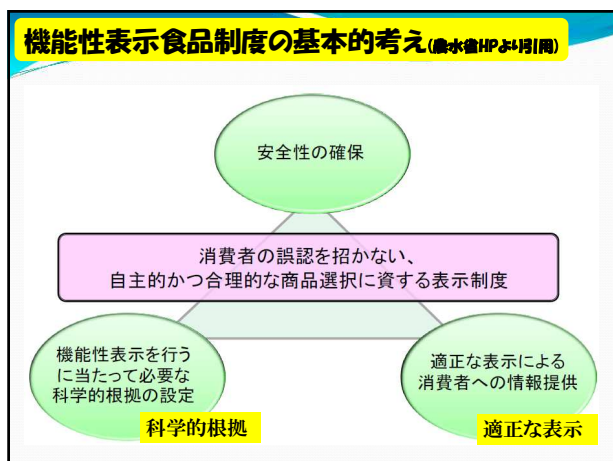 機能性表示食品制度の基本的考え(農水省HPより引用)
安全性の確保
消費者の誤認を招かない、
自主的かつ合理的な商品選択に資する表示制度
機能性表示を行う
に当たって必要な
科学的根拠の設定
科学的根拠
適正な表示による
消費者への情報提供
適正な表示